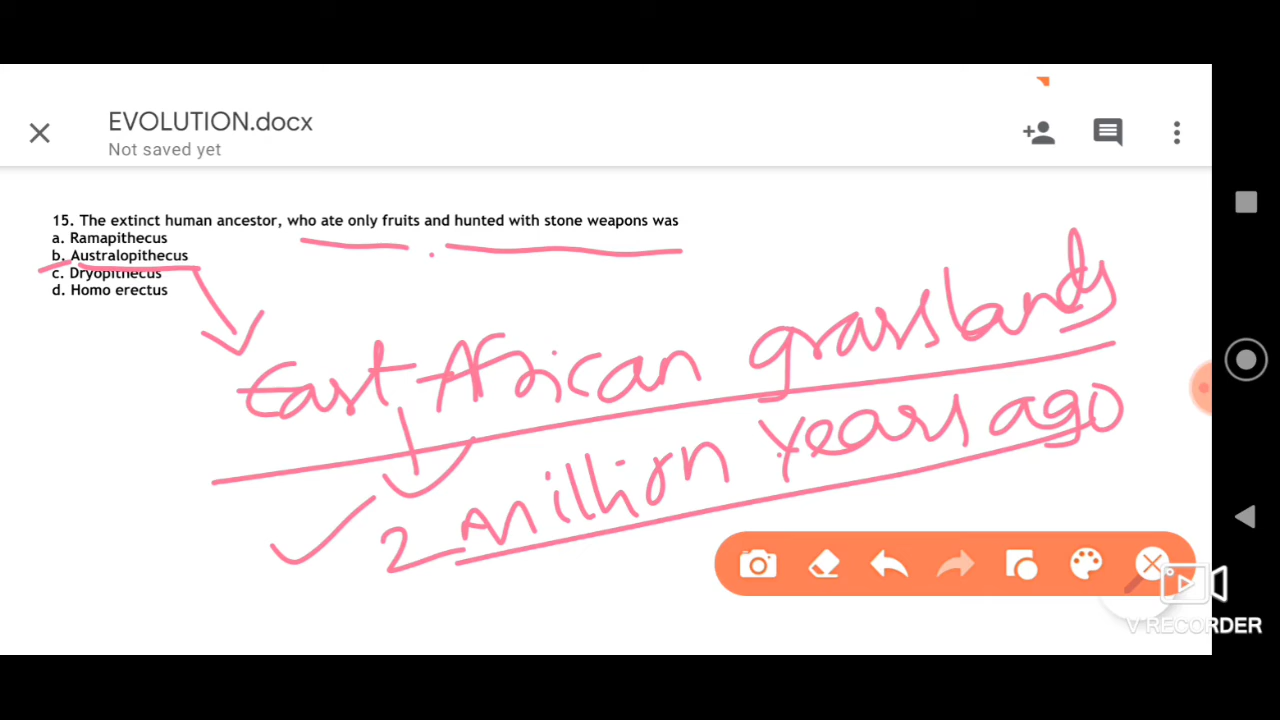 EVOLUTION.docx
Not saved yet
15. The extinct human ancestor, who ate only fruits and hunted with stone weapons was
a. Ramapithecus
b. Australopithecus
c. Dryopithecus
d. Homo erectus
East African grasslands
2 million years ago
V RECORDER